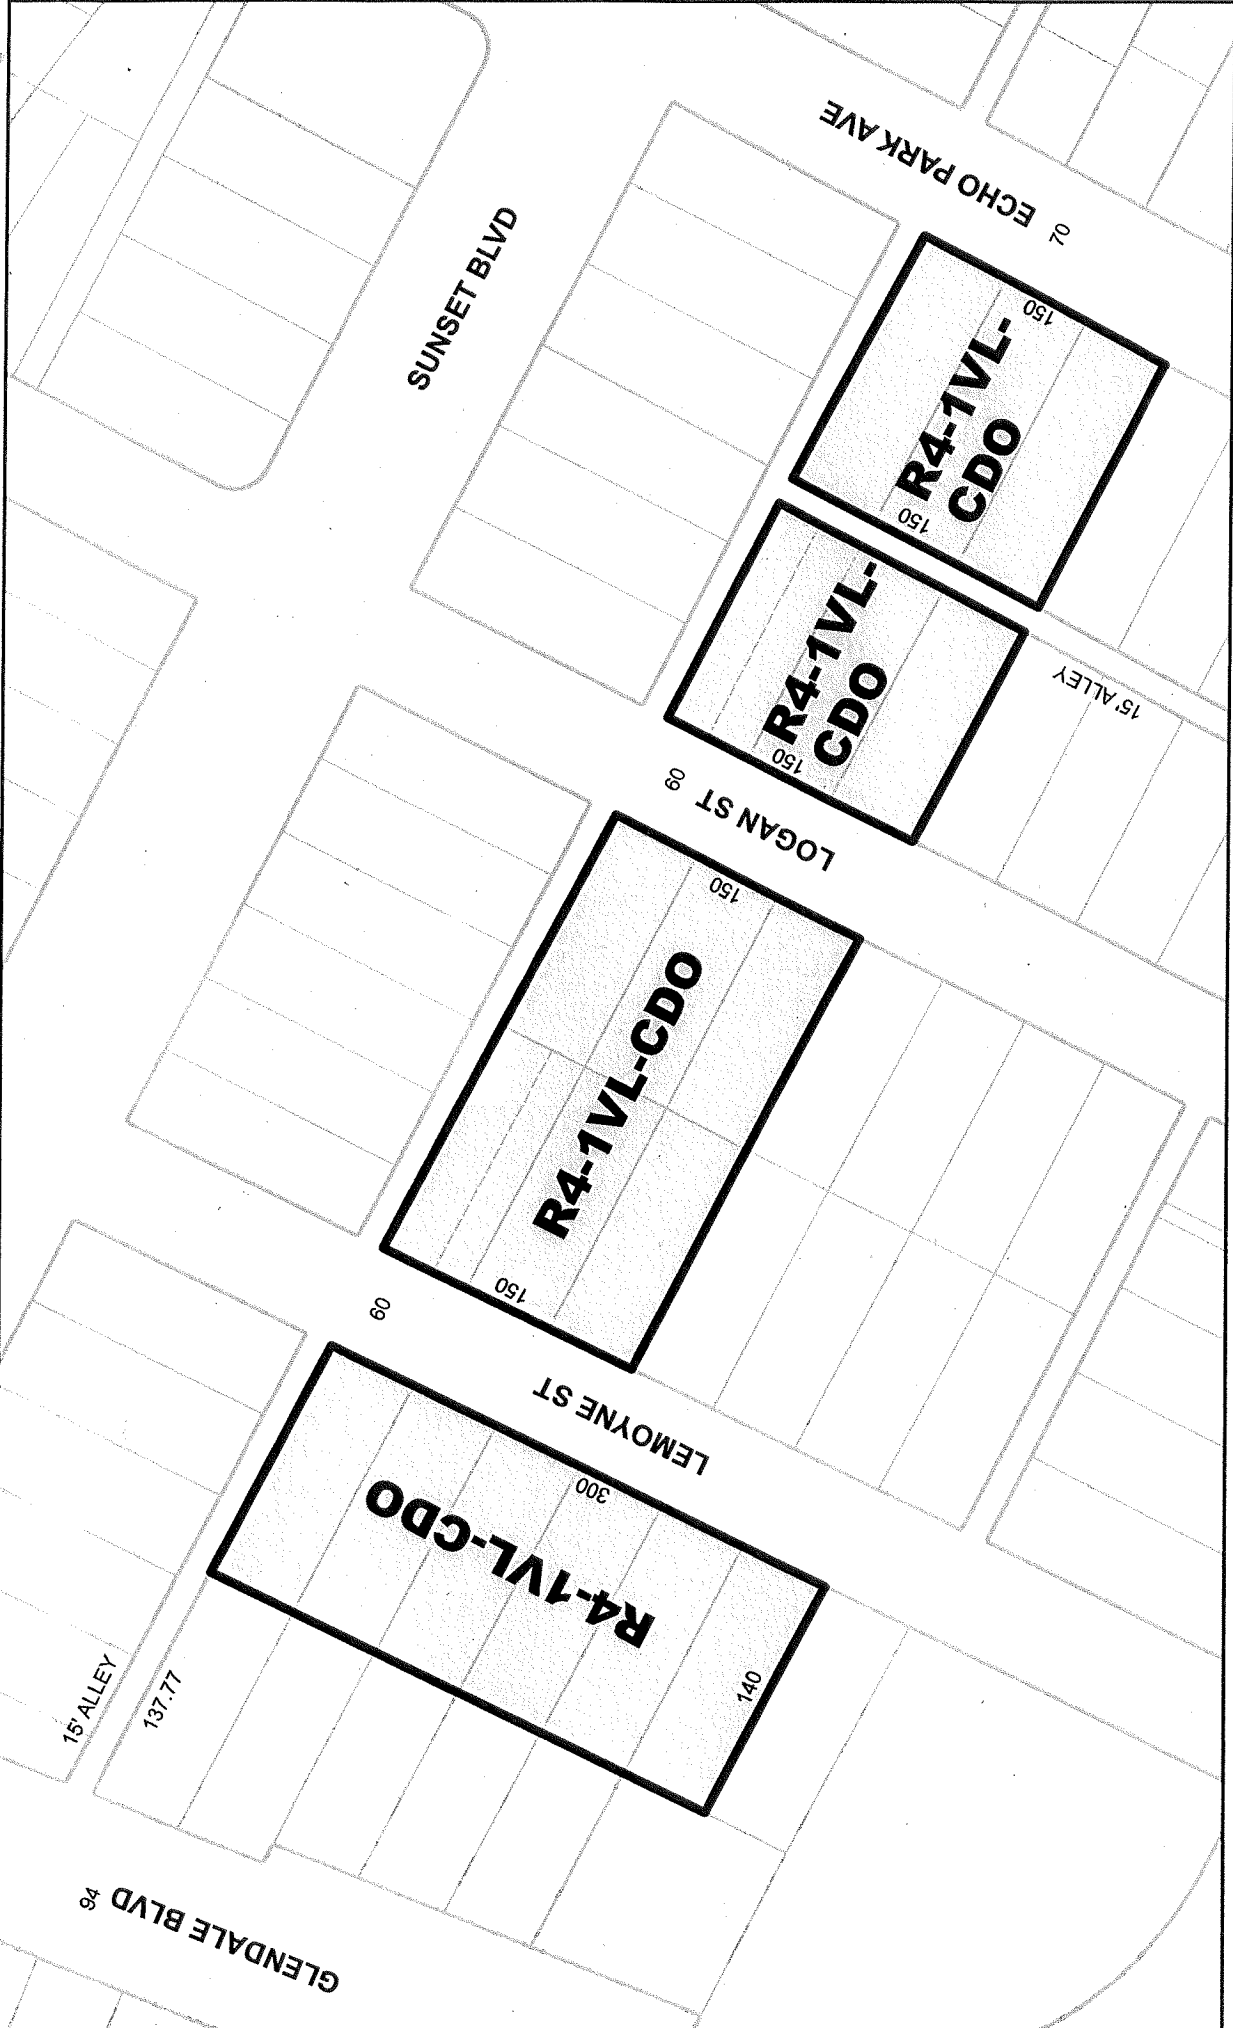 ECHO PARK AVE
70
SUNSET BLVD
150
R4-1VL-
CDO
150
R4-1VL-
CDO
150
15' ALLEY
60
LOGAN ST
150
R4-1VL-CDO
150
60
LEMOYNE ST
300
R4-1VL-CDO
140
15' ALLEY
137.77
94
GLENDALE BLVD